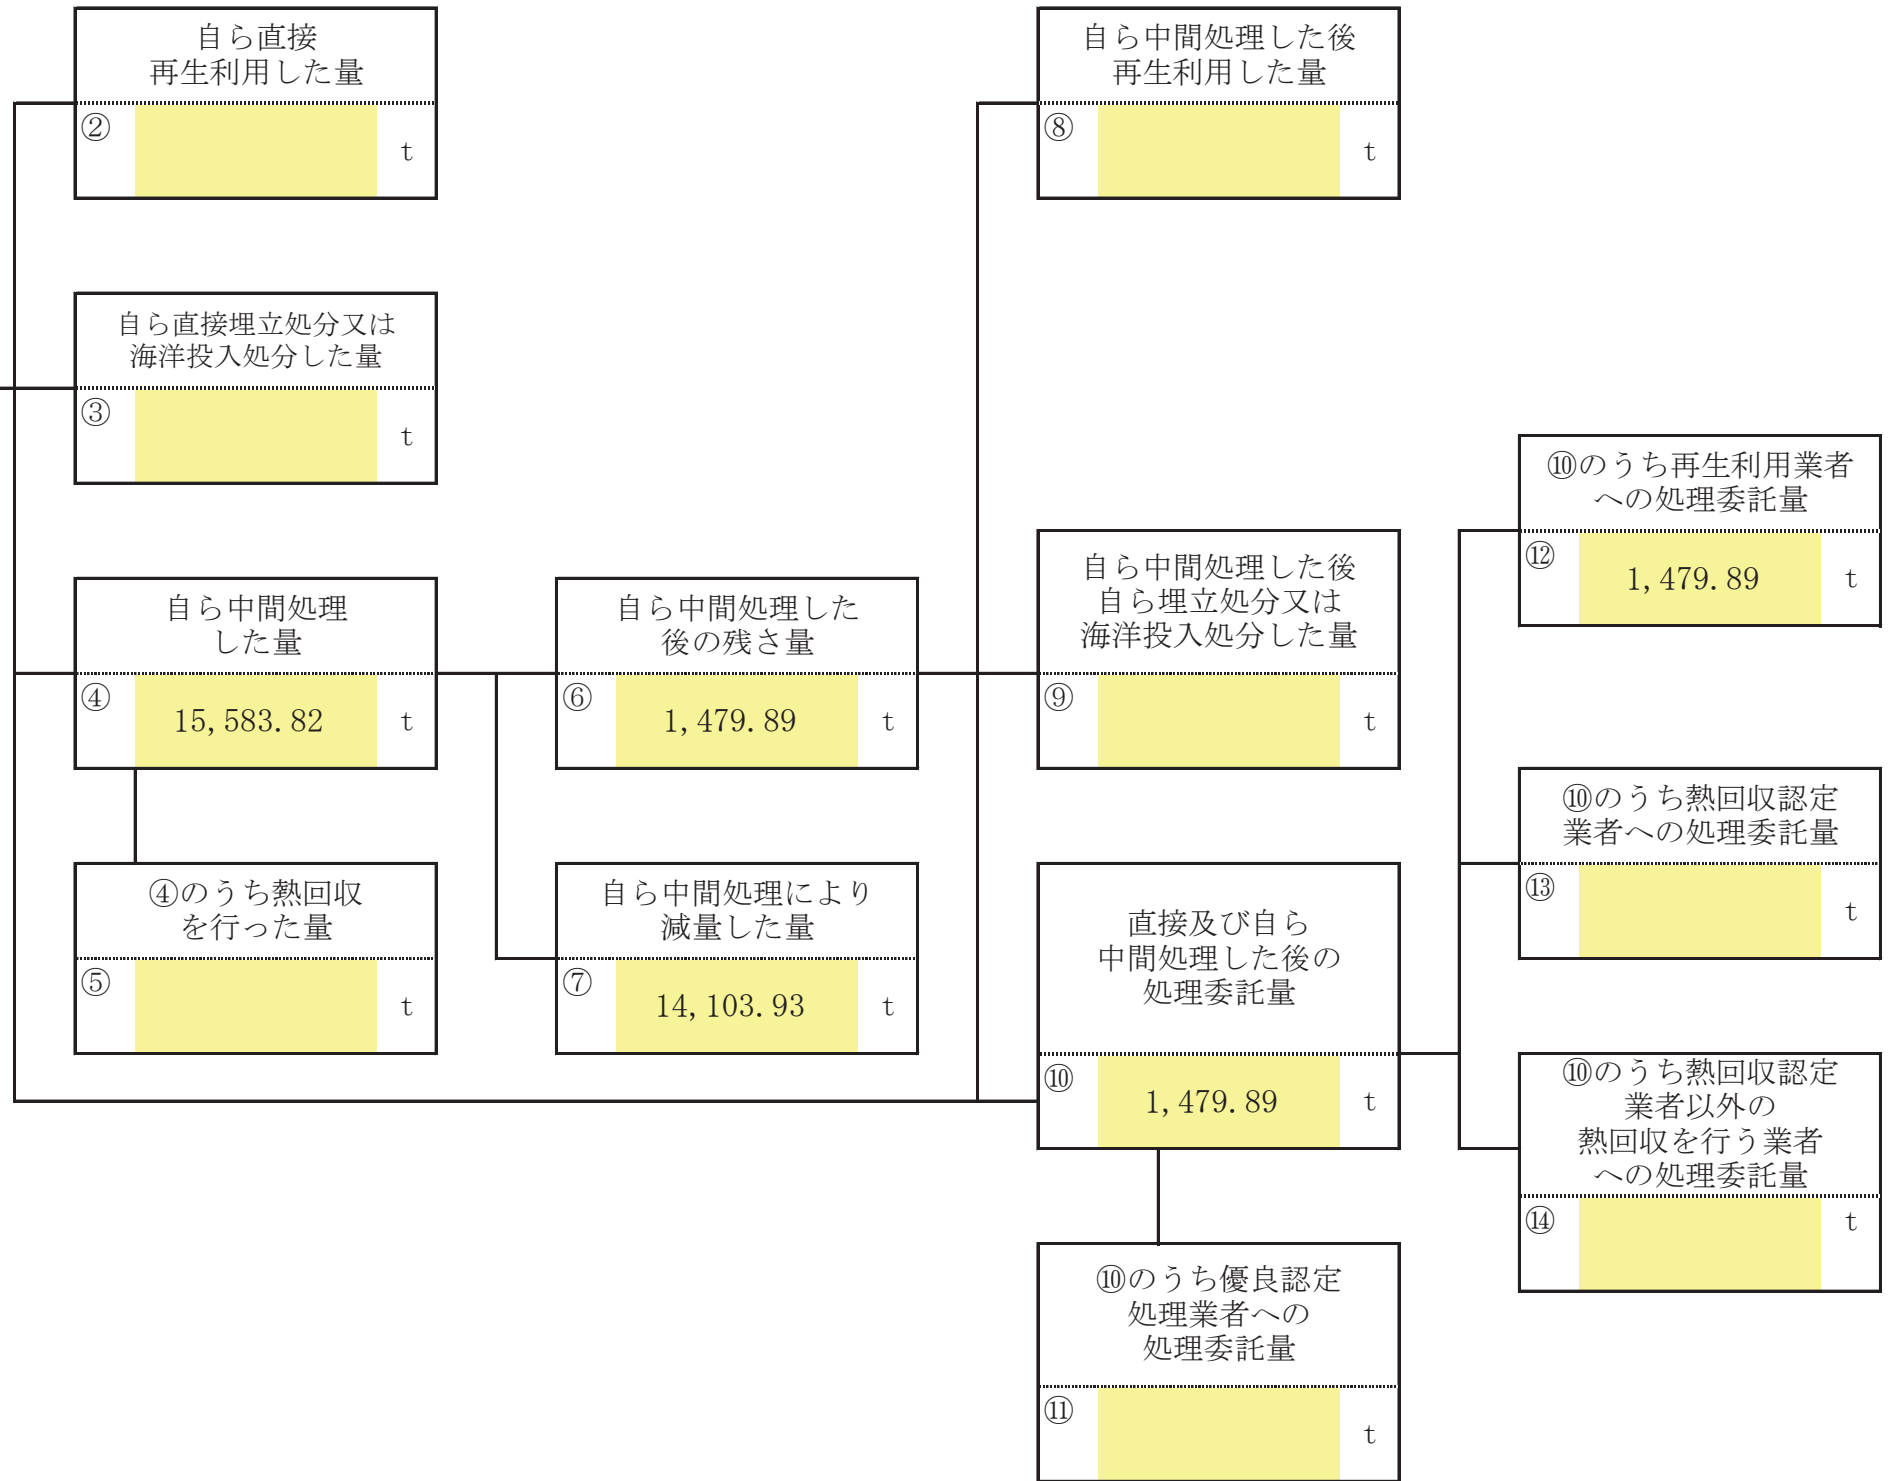 自ら直接
再生利用した量
②
t
自ら直接埋立処分又は
海洋投入処分した量
③
t
自ら中間処理
した量
④
15,583.82
t
④のうち熱回収
を行った量
⑤
t
自ら中間処理した
後の残さ量
⑥
1,479.89
t
自ら中間処理により
減量した量
⑦
14,103.93
t
自ら中間処理した後
再生利用した量
⑧
t
自ら中間処理した後
自ら埋立処分又は
海洋投入処分した量
⑨
t
直接及び自ら
中間処理した後の
処理委託量
⑩
1,479.89
t
⑩のうち優良認定
処理業者への
処理委託量
⑪
t
⑩のうち再生利用業者
への処理委託量
⑫
1,479.89
t
⑩のうち熱回収認定
業者への処理委託量
⑬
t
⑩のうち熱回収認定
業者以外の
熱回収を行う業者
への処理委託量
⑭
t